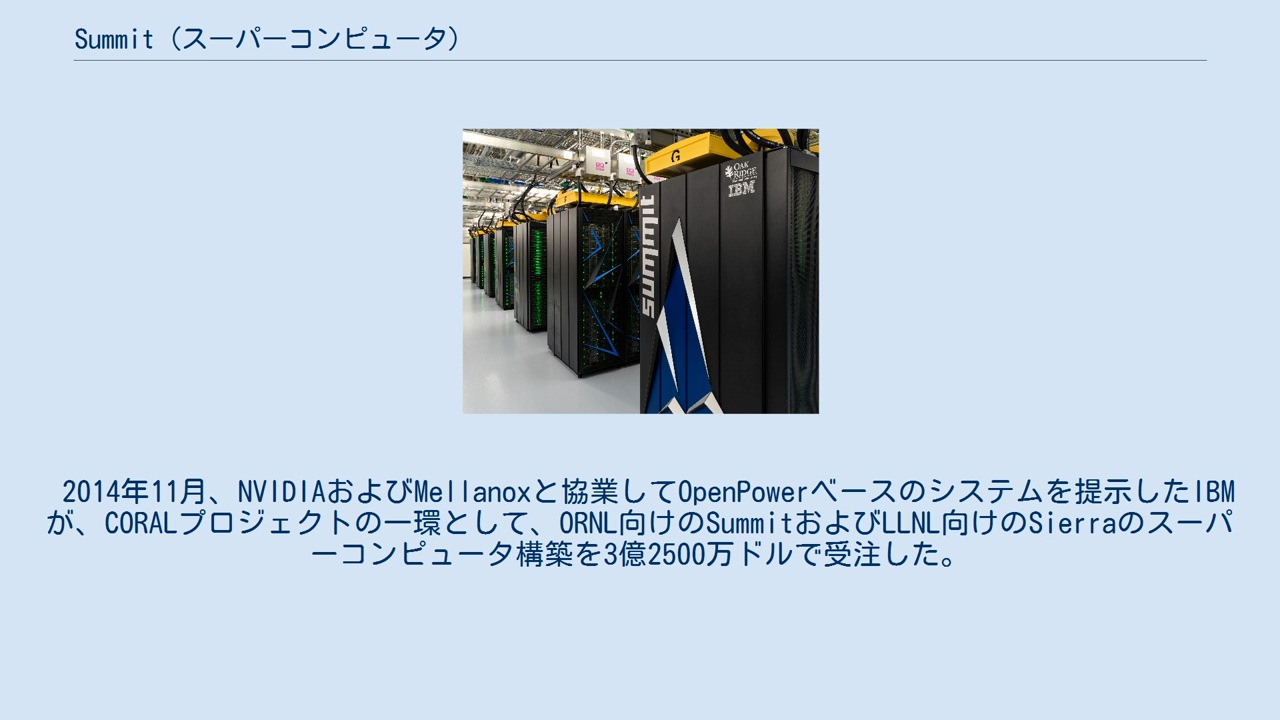 Summit（スーパーコンピュータ）
G
OAK
RIDGE
IBM
summit
2014年11月、NVIDIAおよびMellanoxと協業してOpenPowerベースのシステムを提示したIBM
が、CORALプロジェクトの一環として、ORNL向けのSummitおよびLLNL向けのSierraのスーパ
ーコンピュータ構築を3億2500万ドルで受注した。